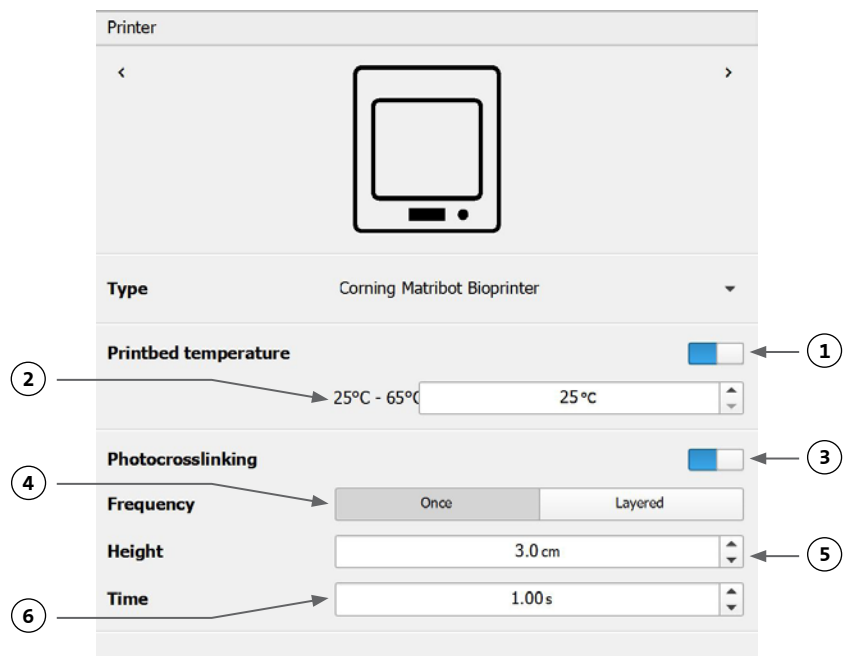 Printer
< >
Type Corning Matribot Bioprinter
Printbed temperature 1
2 25°C - 65°C 25°C
Photocrosslinking 3
4 Frequency Once Layered
Height 3.0 cm 5
6 Time 1.00 s